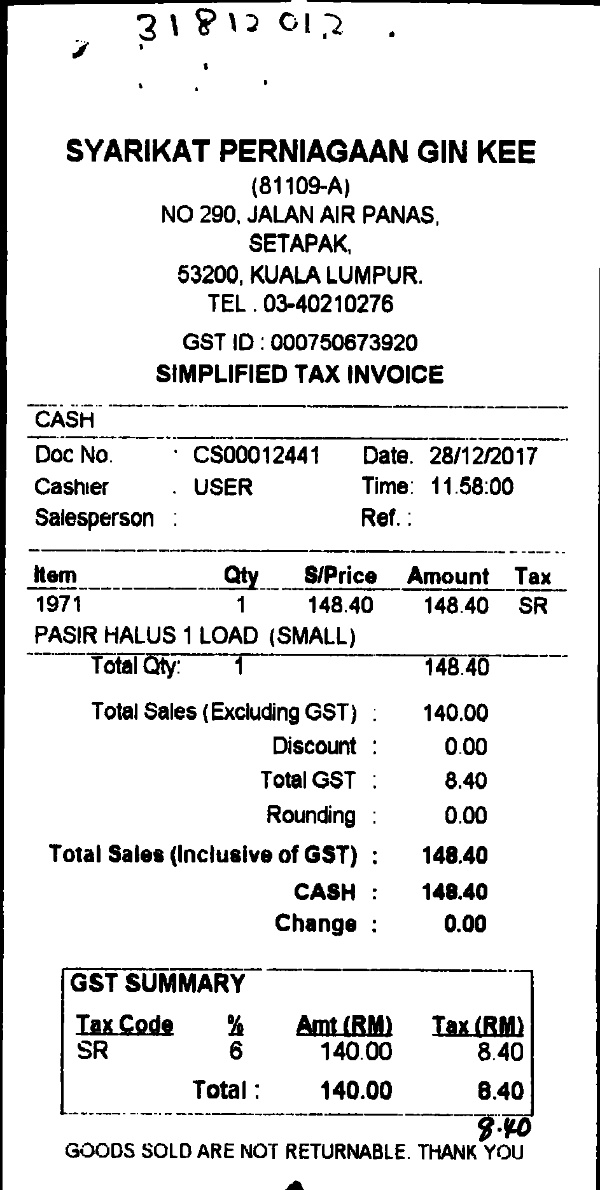 31812012
SYARIKAT PERNIAGAAN GIN KEE
(81109-A)
NO 290, JALAN AIR PANAS,
SETAPAK,
53200, KUALA LUMPUR.
TEL . 03-40210276
GST ID : 000750673920
SIMPLIFIED TAX INVOICE
CASH
Doc No. : CS00012441 Date. 28/12/2017
Cashier . USER Time: 11.58:00
Salesperson : Ref. :
Item Qty S/Price Amount Tax
1971 1 148.40 148.40 SR
PASIR HALUS 1 LOAD (SMALL)
Total Qty: 1 148.40
Total Sales (Excluding GST) : 140.00
Discount : 0.00
Total GST : 8.40
Rounding : 0.00
Total Sales (Inclusive of GST) : 148.40
CASH : 148.40
Change : 0.00
GST SUMMARY
Tax Code % Amt (RM) Tax (RM)
SR 6 140.00 8.40
Total : 140.00 8.40
8.40
GOODS SOLD ARE NOT RETURNABLE. THANK YOU